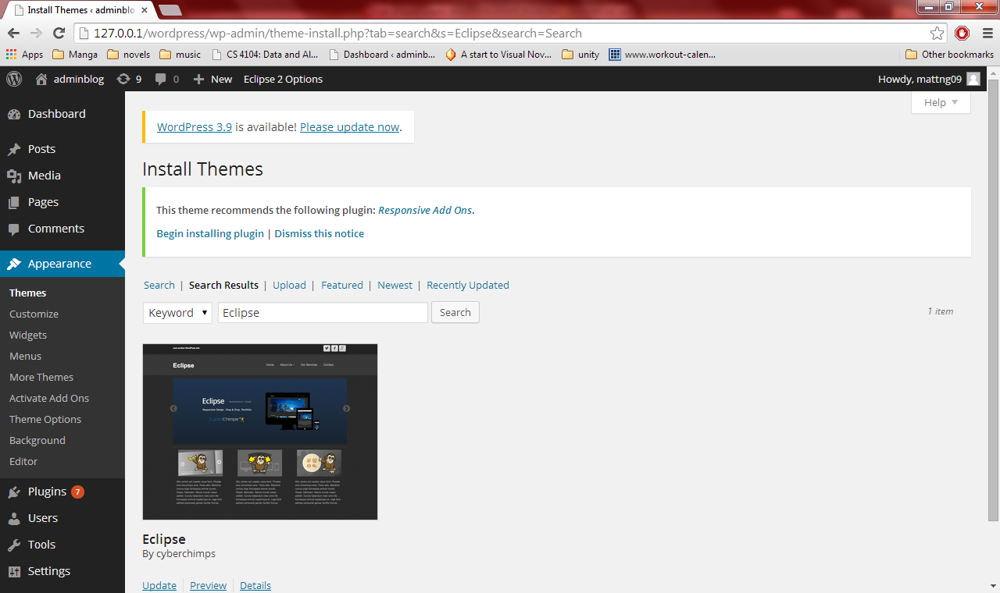 Install Themes ‹ adminblo
127.0.0.1/wordpress/wp-admin/theme-install.php?tab=search&s=Eclipse&search=Search
Apps Manga novels music CS 4104: Data and Al... Dashboard ‹ adminb... A start to Visual Nov... unity www.workout-calen... Other bookmarks
adminblog 9 0 New Eclipse 2 Options Howdy, mattng09
Help
Dashboard
Posts
Media
Pages
Comments
Appearance
Themes
Customize
Widgets
Menus
More Themes
Activate Add Ons
Theme Options
Background
Editor
Plugins 7
Users
Tools
Settings
WordPress 3.9 is available! Please update now.
Install Themes
This theme recommends the following plugin: Responsive Add Ons.
Begin installing plugin | Dismiss this notice
Search | Search Results | Upload | Featured | Newest | Recently Updated
Keyword Eclipse Search 1 item
Just another WordPress site
Eclipse Home About Us Our Services Contact
Eclipse
Responsive Design. Drag & Drop. Portfolio.
CyberChimps
Eclipse
By cyberchimps
Update Preview Details